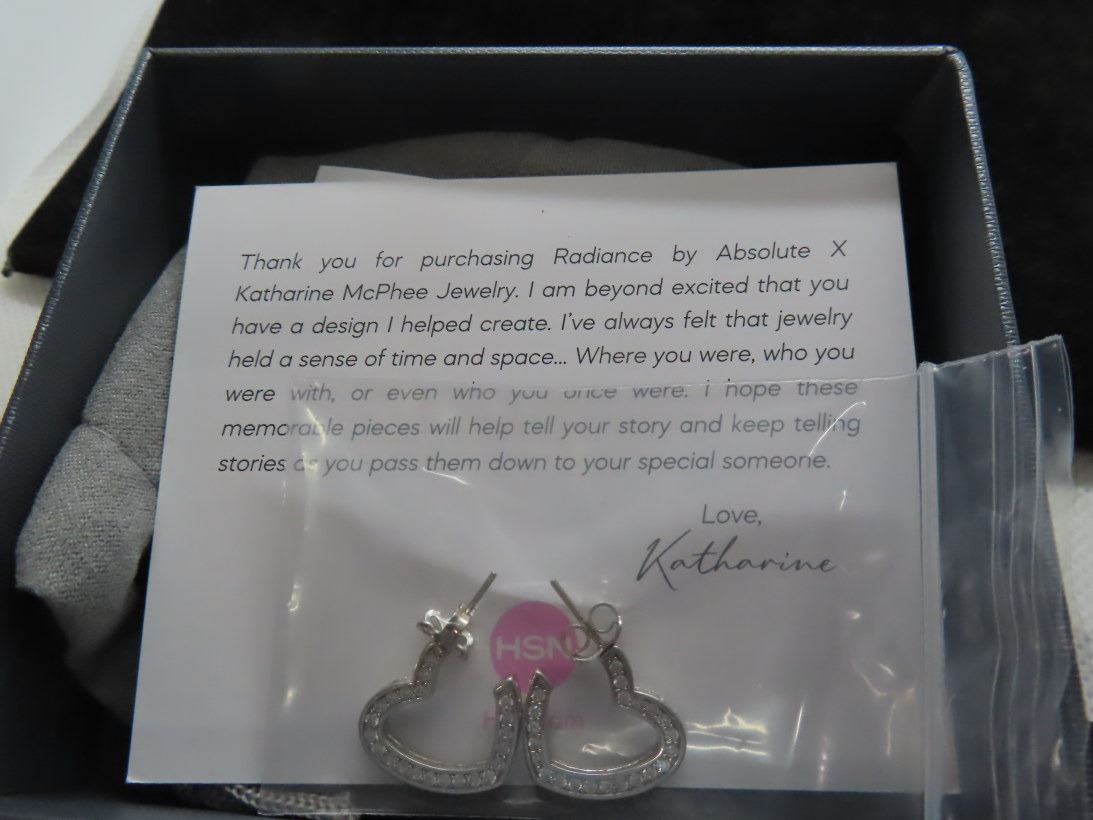 Thank you for purchasing Radiance by Absolute X
Katharine McPhee Jewelry. I am beyond excited that you
have a design I helped create. I've always felt that jewelry
held a sense of time and space... Where you were, who you
were with, or even who you once were. i hope these
memorable pieces will help tell your story and keep telling
stories as you pass them down to your special someone.
Love,
Katharine
HSN